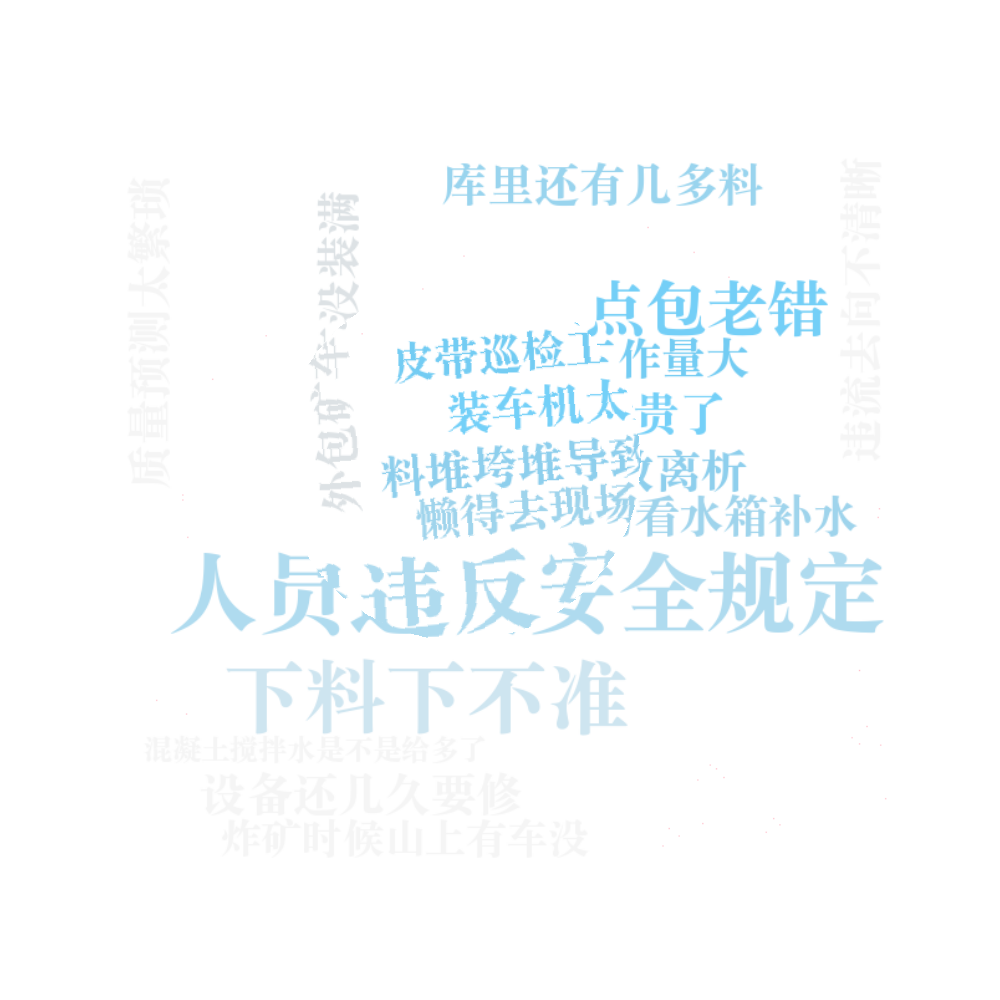 库里还有几多料
违流去向不清晰
质量预测太繁琐
外包矿车没装满
点包老错
皮带巡检工作量大
装车机太贵了
料堆垮堆导致离析
懒得去现场看水箱补水
人员违反安全规定
下料下不准
混凝土搅拌水是不是给多了
设备还几久要修
炸矿时候山上有车没